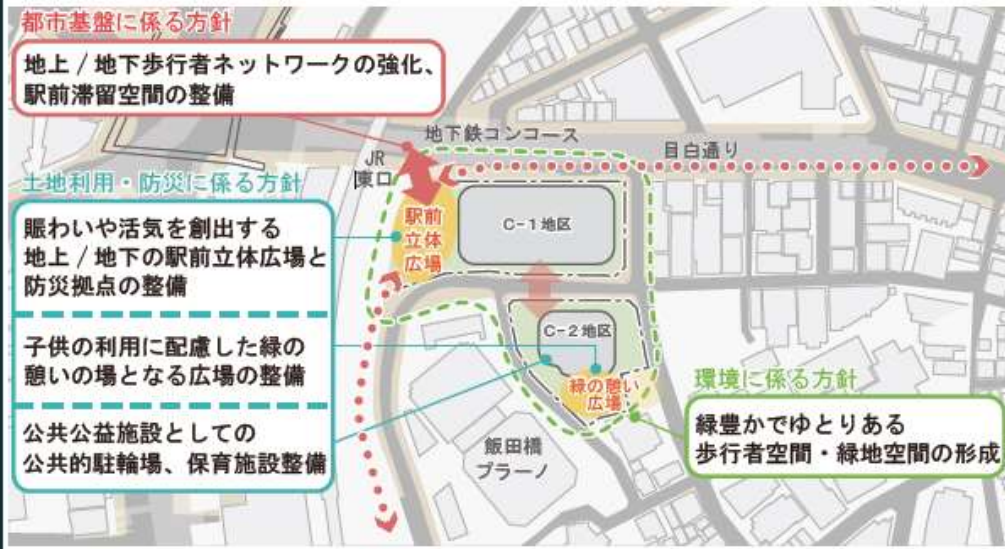 都市基盤に係る方針
地上/地下歩行者ネットワークの強化、
駅前滞留空間の整備
地下鉄コンコース
目白通り
JR
東口
土地利用・防災に係る方針
賑わいや活気を創出する
地上/地下の駅前立体広場と
防災拠点の整備
駅前
立体
広場
C-1地区
子供の利用に配慮した緑の
憩いの場となる広場の整備
C-2地区
緑の憩い
広場
公共公益施設としての
公共的駐輪場、保育施設整備
飯田橋
プラーノ
環境に係る方針
緑豊かでゆとりある
歩行者空間・緑地空間の形成